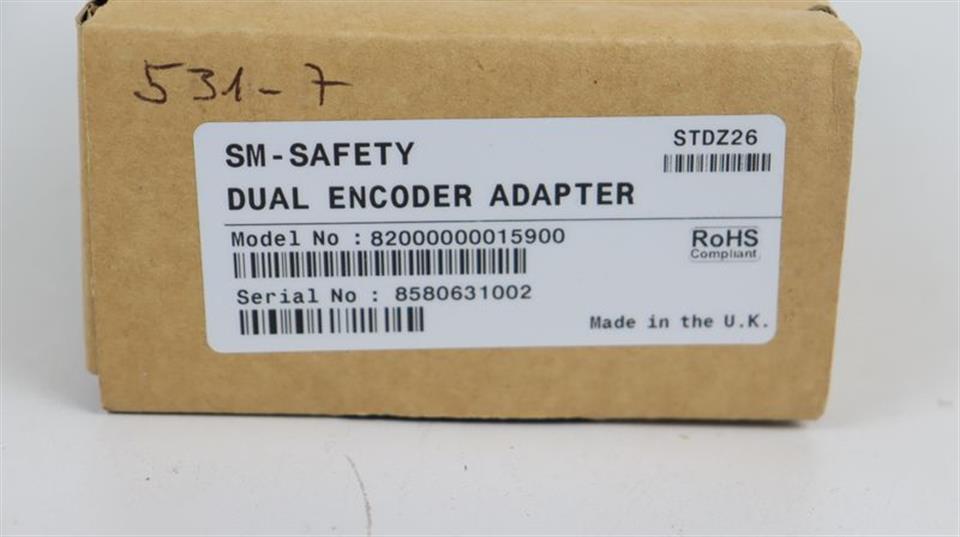 531-7
SM-SAFETY
STDZ26
DUAL ENCODER ADAPTER
Model No : 82000000015900
RoHS
Compliant
Serial No : 8580631002
Made in the U.K.